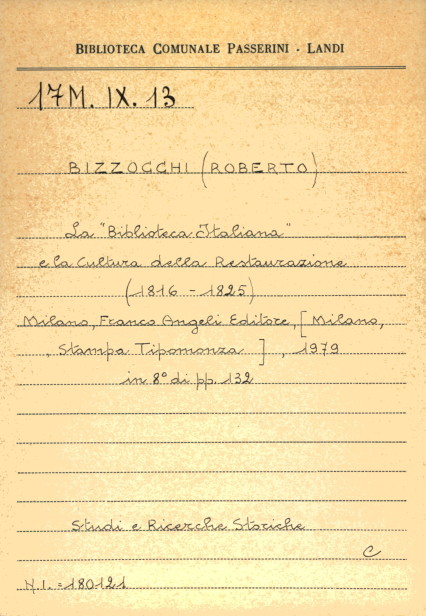 BIBLIOTECA COMUNALE PASSERINI - LANDI
17M. IX. 13
BIZZOCCHI (ROBERTO)
La "Biblioteca Italiana"
e la Cultura della Restaurazione
(1816 - 1825)
Milano, Franco Angeli Editore, [Milano,
Stampa Tipomonza ] , 1979
in 8° di pp. 132
Studi e Ricerche Storiche
C
N.I. = 180121